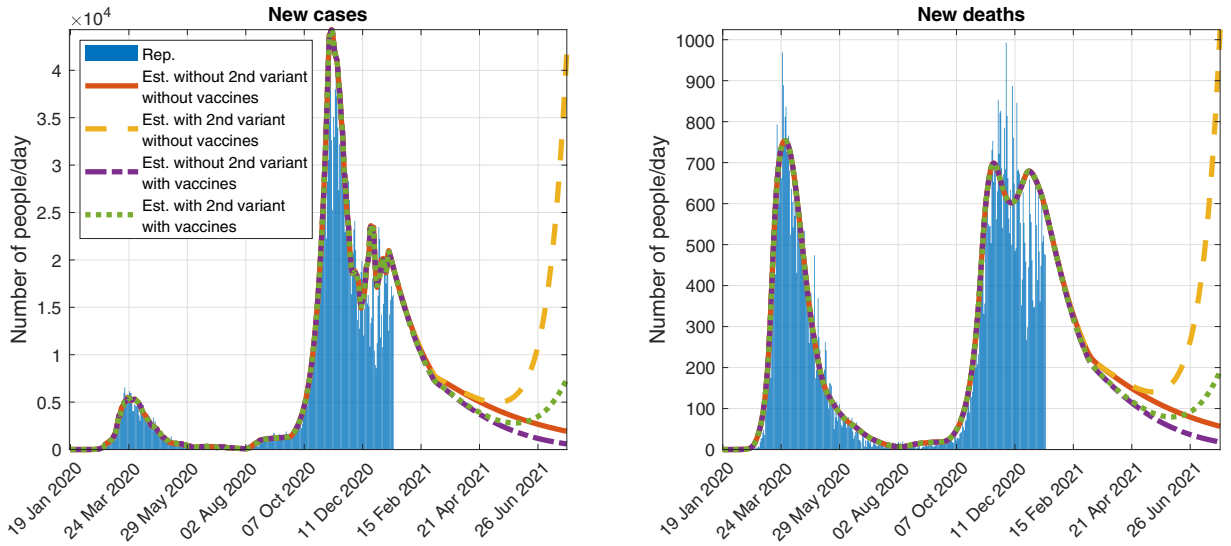 New cases
×10⁴
Number of people/day
4
3.5
3
2.5
2
1.5
1
0.5
0
Rep.
Est. without 2nd variant
without vaccines
Est. with 2nd variant
without vaccines
Est. without 2nd variant
with vaccines
Est. with 2nd variant
with vaccines
19 Jan 2020
24 Mar 2020
29 May 2020
02 Aug 2020
07 Oct 2020
11 Dec 2020
15 Feb 2021
21 Apr 2021
26 Jun 2021
New deaths
Number of people/day
1000
900
800
700
600
500
400
300
200
100
0
19 Jan 2020
24 Mar 2020
29 May 2020
02 Aug 2020
07 Oct 2020
11 Dec 2020
15 Feb 2021
21 Apr 2021
26 Jun 2021